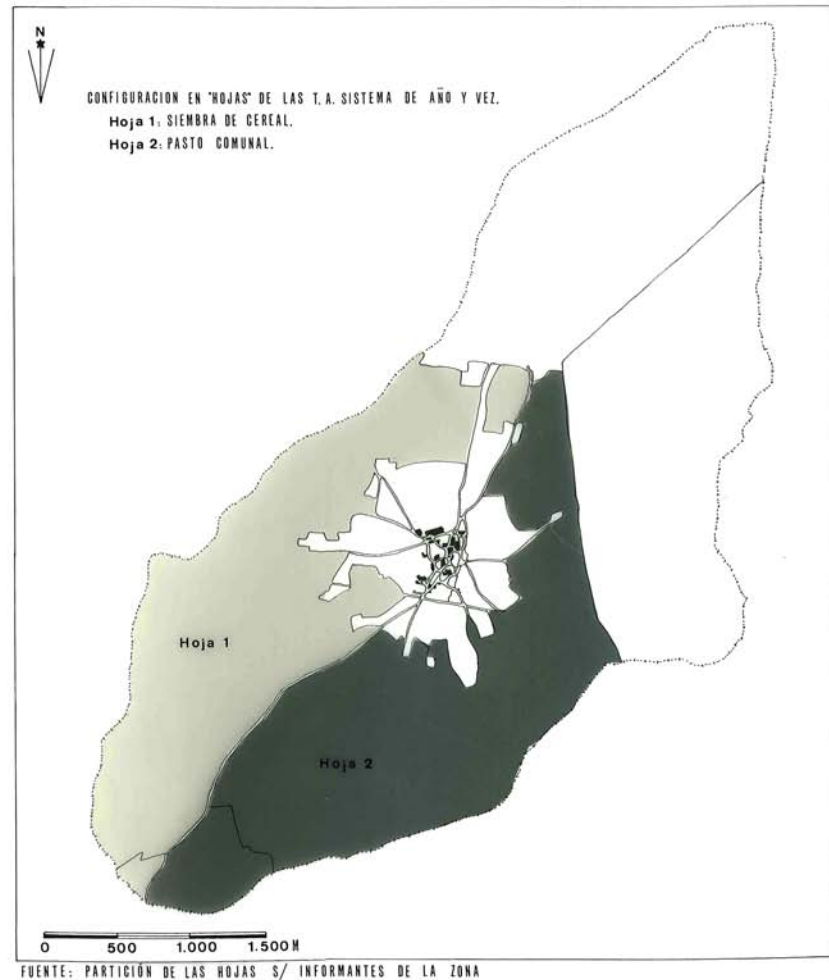 N
CONFIGURACION EN "HOJAS" DE LAS T.A. SISTEMA DE AÑO Y VEZ.
Hoja 1: SIEMBRA DE CEREAL.
Hoja 2: PASTO COMUNAL.
Hoja 1
Hoja 2
0 500 1.000 1.500 M
FUENTE: PARTICIÓN DE LAS HOJAS S/ INFORMANTES DE LA ZONA